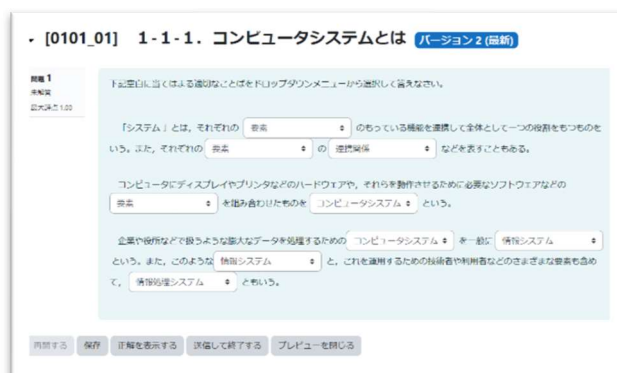 [0101_01] 1-1-1. コンピュータシステムとは バージョン 2 (最新)
問題 1
未解答
最大評点 1.00
下記空白に当てはまる適切なことばをドロップダウンメニューから選択して答えなさい。
「システム」とは，それぞれの 要素 のもっている機能を連携して全体として一つの役割をもつものを
いう。また，それぞれの 要素 の 連携関係 などを表すこともある。
コンピュータにディスプレイやプリンタなどのハードウェアや，それらを動作させるために必要なソフトウェアなどの
要素 を組み合わせたものを コンピュータシステム という。
企業や役所などで扱うような膨大なデータを処理するための コンピュータシステム を一般に 情報システム
という。また，このような 情報システム と，これを運用するための技術者や利用者などのさまざまな要素も含め
て， 情報処理システム ともいう。
再開する 保存 正解を表示する 送信して終了する プレビューを閉じる